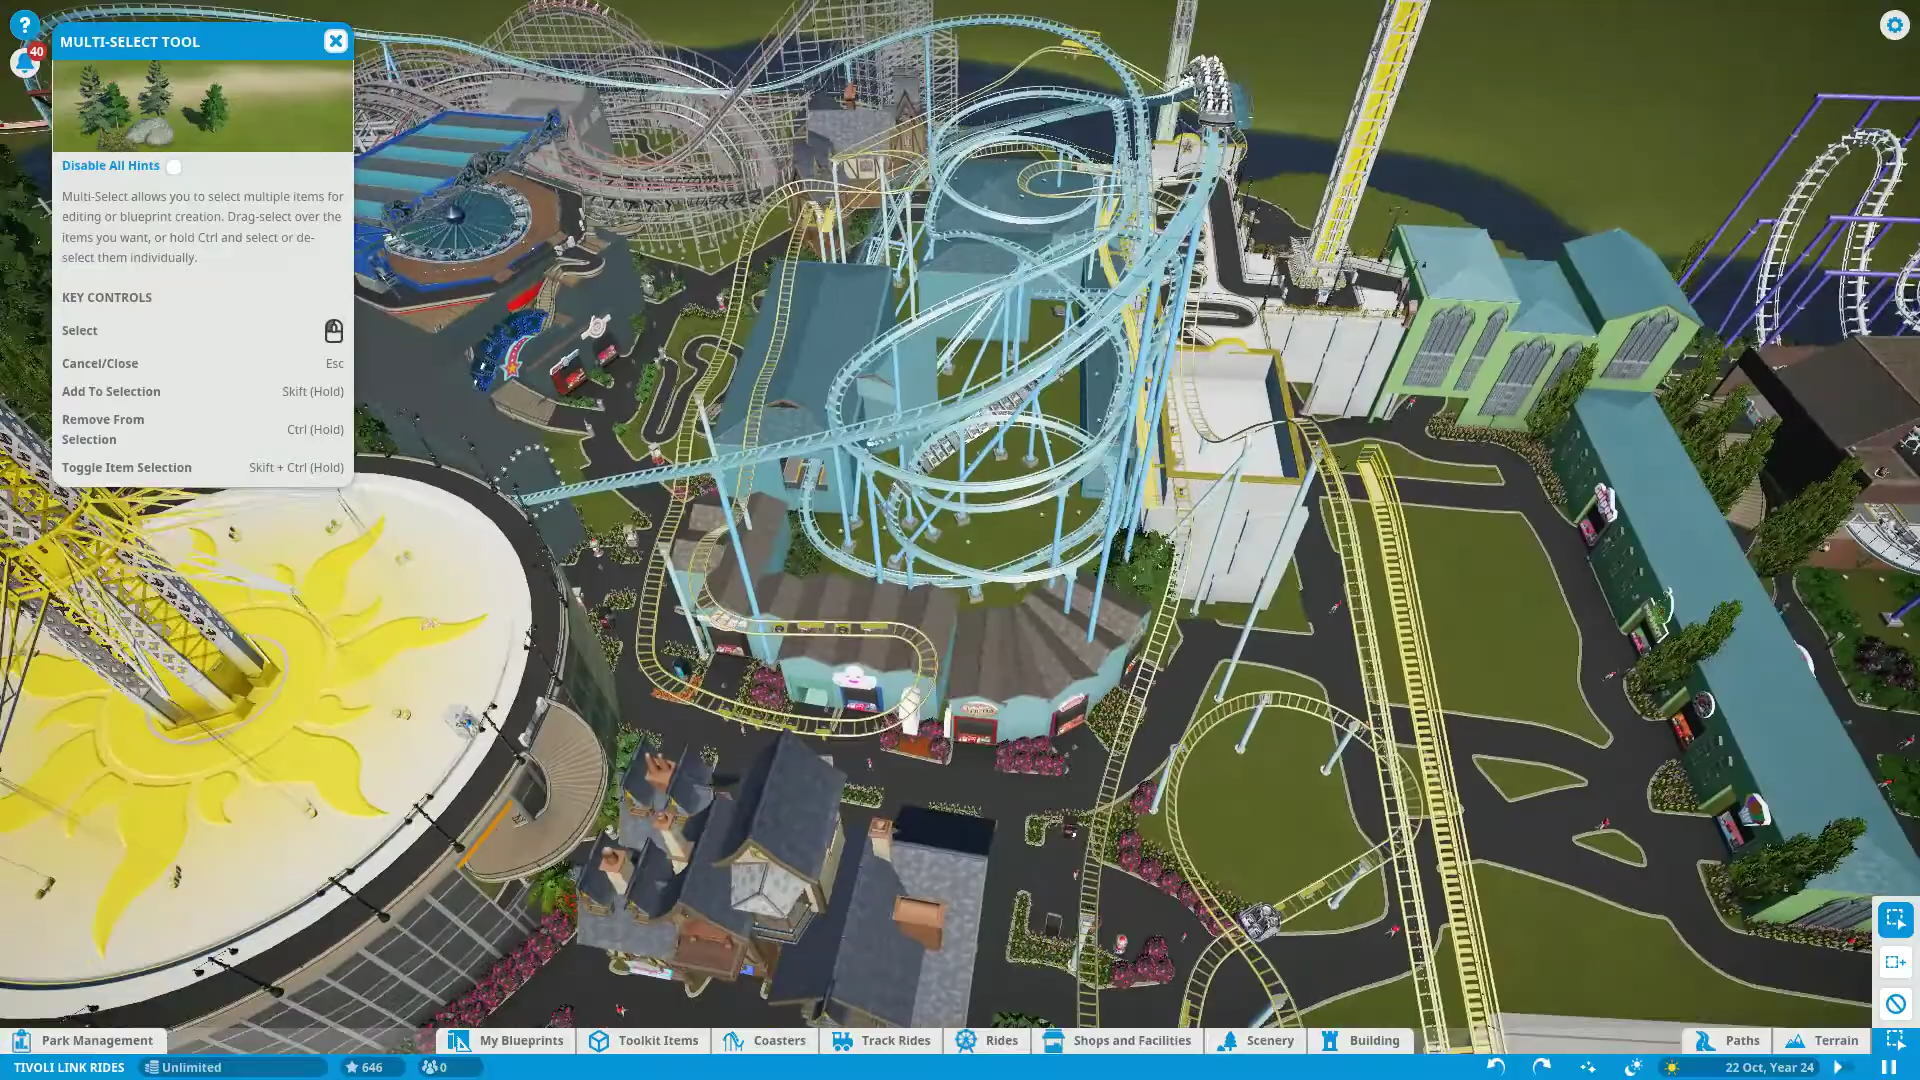 ?
40
MULTI-SELECT TOOL
Disable All Hints
Multi-Select allows you to select multiple items for
editing or blueprint creation. Drag-select over the
items you want, or hold Ctrl and select or de-
select them individually.
KEY CONTROLS
Select
Cancel/Close Esc
Add To Selection Skift (Hold)
Remove From
Selection Ctrl (Hold)
Toggle Item Selection Skift + Ctrl (Hold)
Park Management
My Blueprints
Toolkit Items
Coasters
Track Rides
Rides
Shops and Facilities
Scenery
Building
Paths
Terrain
TIVOLI LINK RIDES
Unlimited
646
0
22 Oct, Year 24